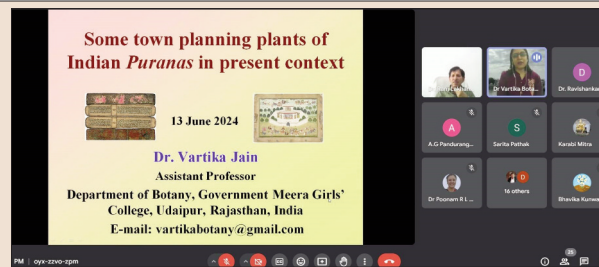 Some town planning plants of
Indian Puranas in present context
13 June 2024
Dr. Vartika Jain
Assistant Professor
Department of Botany, Government Meera Girls’
College, Udaipur, Rajasthan, India
E-mail: vartikabotany@gmail.com
Dr Vartika Bota...
Dr. Ravishankar
D
A
A.G Pandurang...
S
Sarita Pathak
Karabi Mitra
Dr Poonam R L ...
D
16 others
Bhavika Kunwa
PM | oyx-zzvo-zpm
25